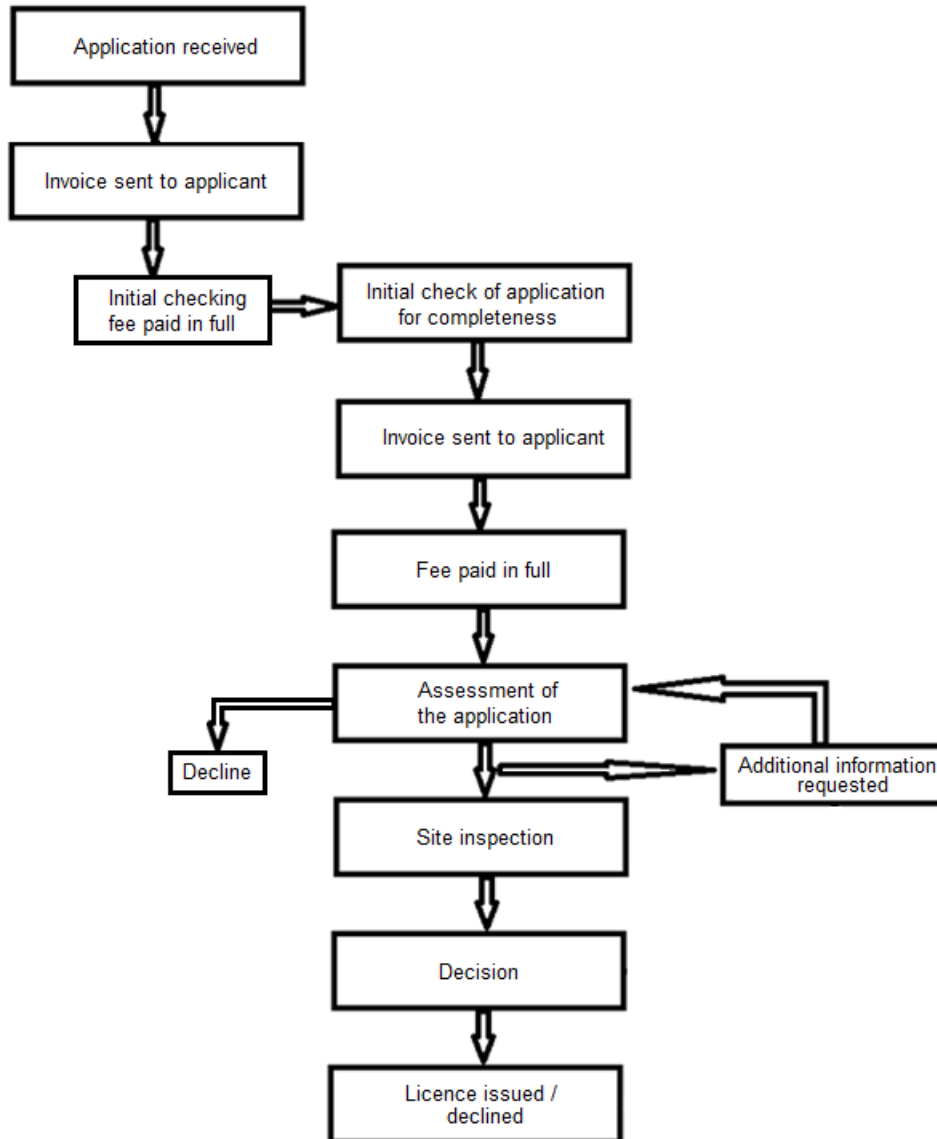 Application received
Invoice sent to applicant
Initial checking
fee paid in full
Initial check of application
for completeness
Invoice sent to applicant
Fee paid in full
Assessment of
the application
Decline
Additional information
requested
Site inspection
Decision
Licence issued /
declined